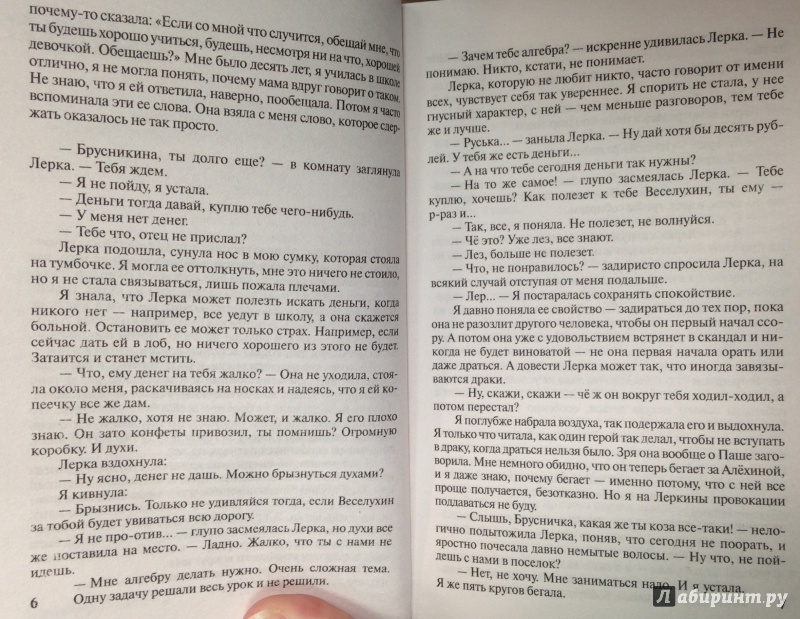 почему-то сказала: «Если со мной что случится, обещай мне, что
ты будешь хорошо учиться, будешь, несмотря ни на что, хорошей
девочкой. Обещаешь?» Мне было десять лет, я училась в школе
отлично, я не могла понять, почему мама вдруг говорит о таком.
Не знаю, что я ей ответила, наверно, пообещала. Потом я часто
вспоминала эти ее слова. Она взяла с меня слово, которое сдер-
жать оказалось не так просто.
— Брусникина, ты долго еще? — в комнату заглянула
Лерка. — Тебя ждем.
— Я не пойду, я устала.
— Деньги тогда давай, куплю тебе чего-нибудь.
— У меня нет денег.
— Тебе что, отец не прислал?
Лерка подошла, сунула нос в мою сумку, которая стояла
на тумбочке. Я могла ее оттолкнуть, мне это ничего не стоило,
но я не стала связываться, лишь пожала плечами.
Я знала, что Лерка может полезть искать деньги, когда
никого нет — например, все уедут в школу, а она скажется
больной. Остановить ее может только страх. Например, если
сейчас дать ей в лоб, но ничего хорошего из этого не будет.
Затаится и станет мстить.
— Что, ему денег на тебя жалко? — Она не уходила, стоя-
ла около меня, раскачиваясь на носках и надеясь, что я ей ко-
пеечку все же дам.
— Не жалко, хотя не знаю. Может, и жалко. Я его плохо
знаю. Он зато конфеты привозил, ты помнишь? Огромную
коробку. И духи.
Лерка вздохнула:
— Ну ясно, денег не дашь. Можно брызнуться духами?
Я кивнула:
— Брызнись. Только не удивляйся тогда, если Веселухин
за тобой будет увиваться всю дорогу.
— Я не про-отив... — глупо засмеялась Лерка, но духи все
же поставила на место. — Ладно. Жалко, что ты с нами не
идешь.
— Мне алгебру делать нужно. Очень сложная тема.
Одну задачу решали весь урок и не решили.
6
— Зачем тебе алгебра? — искренне удивилась Лерка. — Не
понимаю. Никто, кстати, не понимает.
Лерка, которую не любит никто, часто говорит от имени
всех, чувствует себя так увереннее. Я спорить не стала, у нее
гнусный характер, с ней — чем меньше разговоров, тем тебе
же и лучше.
— Руська... — заныла Лерка. — Ну дай хотя бы десять руб-
лей. У тебя же есть деньги...
— А на что тебе сегодня деньги так нужны?
— На то же самое! — глупо засмеялась Лерка. — Тебе
куплю, хочешь? Как полезет к тебе Веселухин, ты ему —
р-раз и...
— Так, все, я поняла. Не полезет, не волнуйся.
— Чё это? Уже лез, все знают.
— Лез, больше не полезет.
— Что, не понравилось? — задиристо спросила Лерка, на
всякий случай отступая от меня подальше.
— Лер... — Я постаралась сохранять спокойствие.
Я давно поняла ее свойство — задираться до тех пор, пока
она не разозлит другого человека, чтобы он первый начал ссо-
ру. А потом она уже с удовольствием встрянет в скандал и ни-
когда не будет виноватой — не она первая начала орать или
даже драться. А довести Лерка может так, что иногда завязы-
ваются драки.
— Ну, скажи, скажи — чё ж он вокруг тебя ходил-ходил, а
потом перестал?
Я поглубже набрала воздуха, так подержала его и выдохнула.
Я только что читала, как один герой так делал, чтобы не вступать
в драку, когда драться нельзя было. Зря она вообще о Паше заго-
ворила. Мне немного обидно, что он теперь бегает за Алёхиной,
и я даже знаю, почему бегает — именно потому, что с ней все
проще получается, безотказно. Но я на Леркины провокации
поддаваться не буду.
— Слышь, Брусничка, какая же ты коза все-таки! — нело-
гично подытожила Лерка, поняв, что сегодня не поорать, и
яростно почесала давно немытые волосы. — Ну что, не пой-
дешь с нами в поселок?
— Нет, не хочу. Мне заниматься надо. И я устала.
Я же пять кругов бегала.
7
Лабиринт.ру